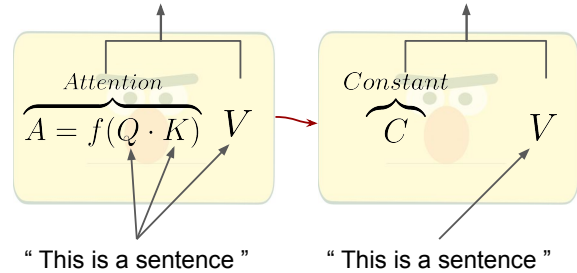 Attention
A = f(Q · K) V
Constant
C V
“ This is a sentence ”
“ This is a sentence ”